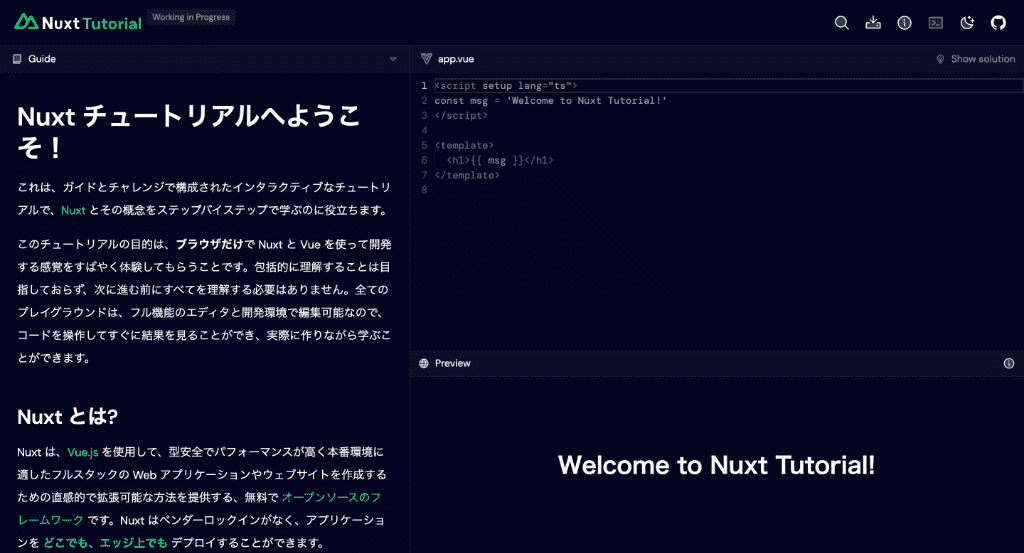 Nuxt Tutorial Working in Progress
Guide
Nuxt チュートリアルへようこ
そ！
これは、ガイドとチャレンジで構成されたインタラクティブなチュートリ
アルで、Nuxt とその概念をステップバイステップで学ぶのに役立ちます。
このチュートリアルの目的は、ブラウザだけで Nuxt と Vue を使って開発
する感覚をすばやく体験してもらうことです。包括的に理解することは目
指しておらず、次に進む前にすべてを理解する必要はありません。全ての
プレイグラウンドは、フル機能のエディタと開発環境で編集可能なので、
コードを操作してすぐに結果を見ることができ、実際に作りながら学ぶこ
とができます。
Nuxt とは?
Nuxt は、Vue.js を使用して、型安全でパフォーマンスが高く本番環境に
適したフルスタックの Web アプリケーションやウェブサイトを作成する
ための直感的で拡張可能な方法を提供する、無料で オープンソースのフ
レームワーク です。Nuxt はベンダーロックインがなく、アプリケーショ
ンを どこでも、エッジ上でも デプロイすることができます。
app.vue
Show solution
1 <script setup lang="ts">
2 const msg = 'Welcome to Nuxt Tutorial!'
3 </script>
4
5 <template>
6 <h1>{{ msg }}</h1>
7 </template>
8
Preview
Welcome to Nuxt Tutorial!